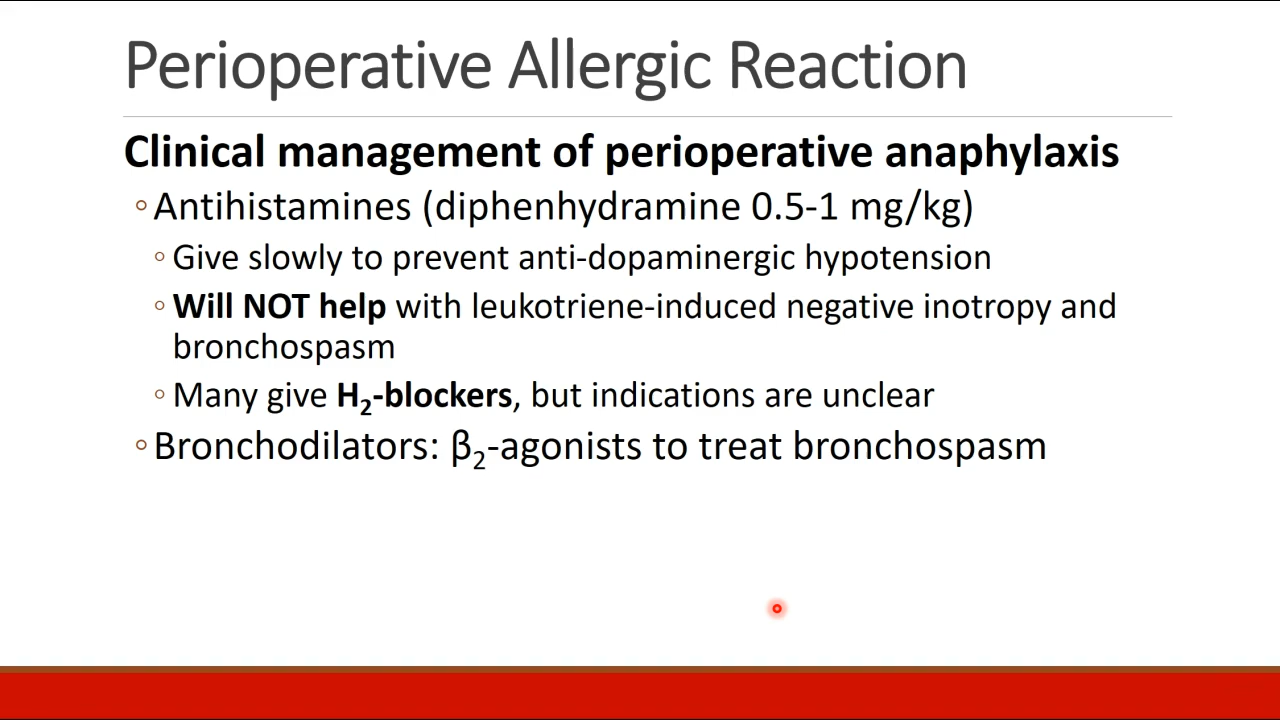 Perioperative Allergic Reaction
Clinical management of perioperative anaphylaxis
◦Antihistamines (diphenhydramine 0.5-1 mg/kg)
◦Give slowly to prevent anti-dopaminergic hypotension
◦Will NOT help with leukotriene-induced negative inotropy and
bronchospasm
◦Many give H₂-blockers, but indications are unclear
◦Bronchodilators: β₂-agonists to treat bronchospasm